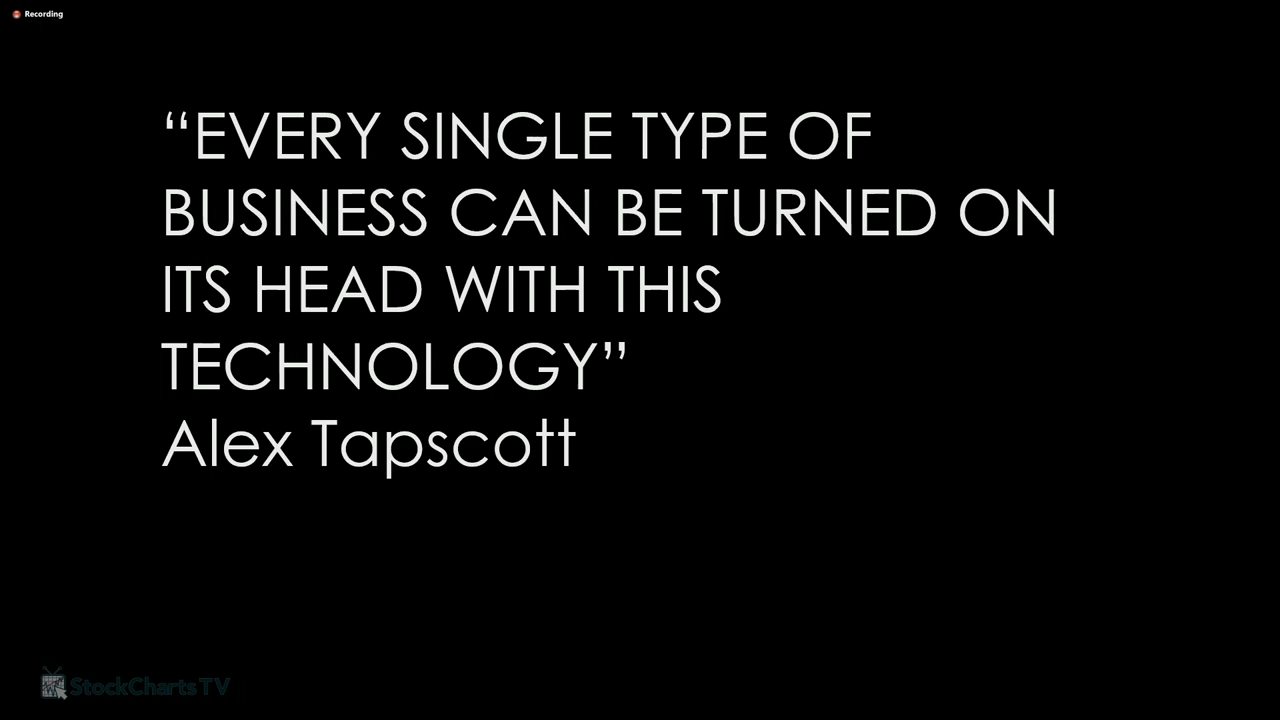 Recording
“EVERY SINGLE TYPE OF
BUSINESS CAN BE TURNED ON
ITS HEAD WITH THIS
TECHNOLOGY”
Alex Tapscott
StockChartsTV